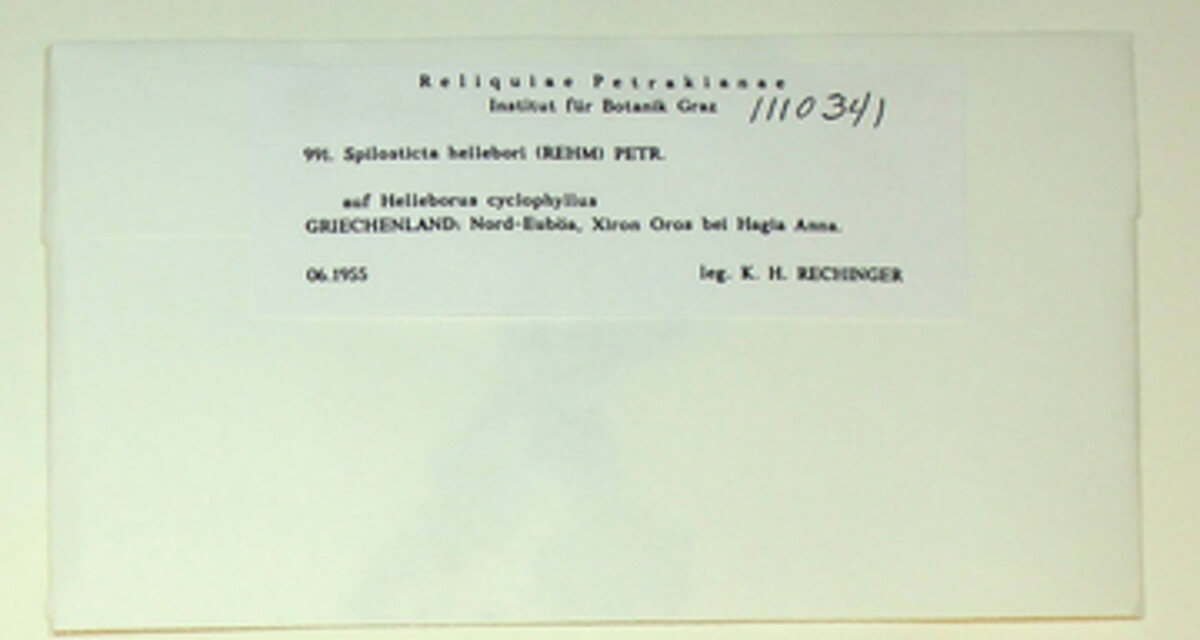 Reliquiae Petrakianae
Institut für Botanik Graz 1110341
991. Spilosticta hellebori (REHM) PETR.
auf Helleborus cyclophyllus
GRIECHENLAND: Nord-Euböa, Xiron Oros bei Hagia Anna.
06.1955 leg. K. H. RECHINGER